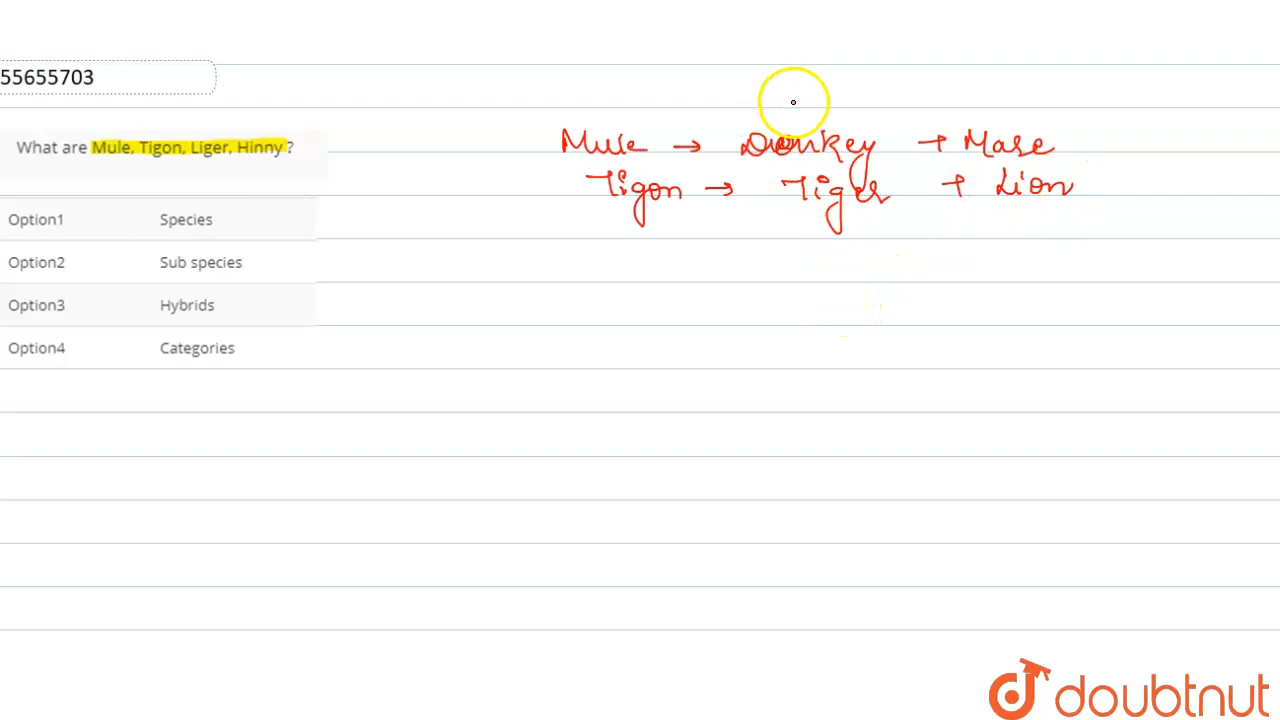 55655703
What are Mule, Tigon, Liger, Hinny ?
Option1 Species
Option2 Sub species
Option3 Hybrids
Option4 Categories
Mule → Donkey + Mare
Tigon → Tiger + Lion
doubtnut